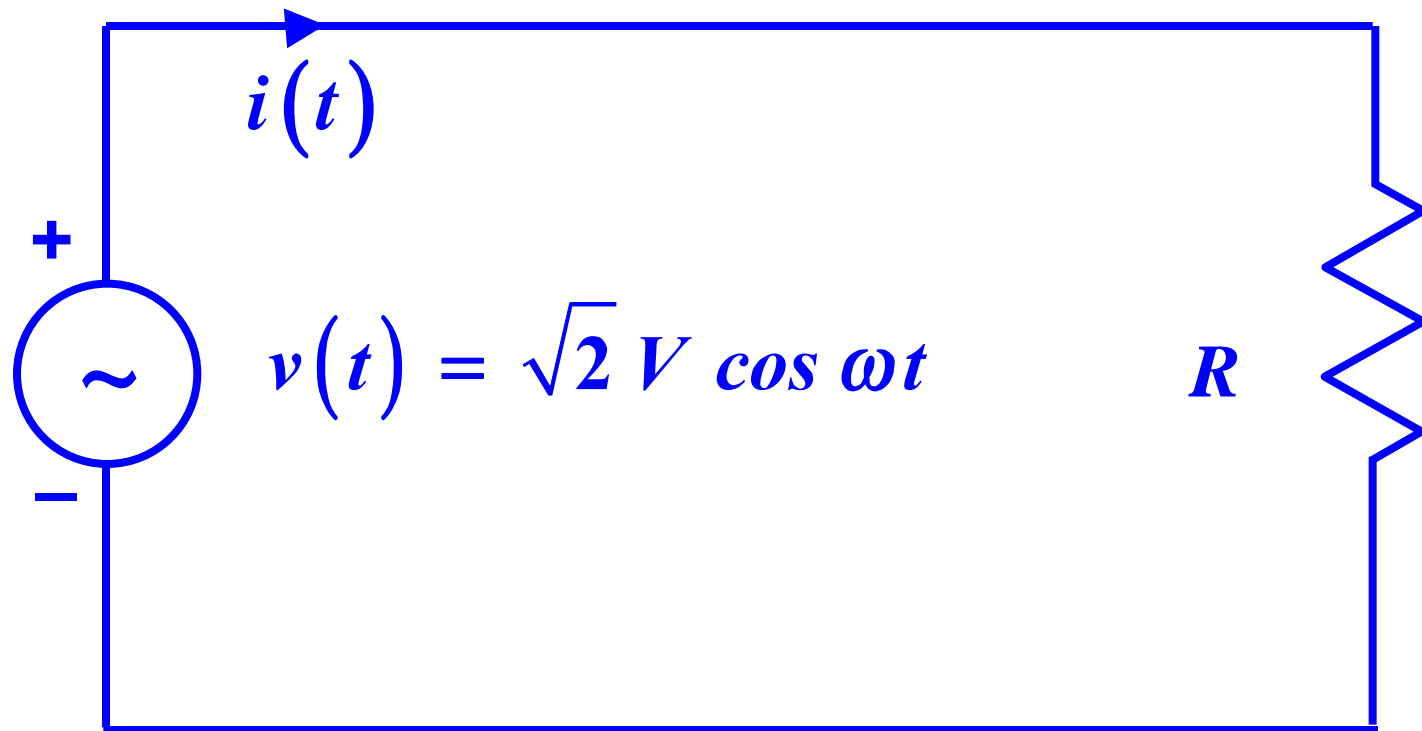 i(t)
+
v(t) = √2 V cos ωt
R
~
−